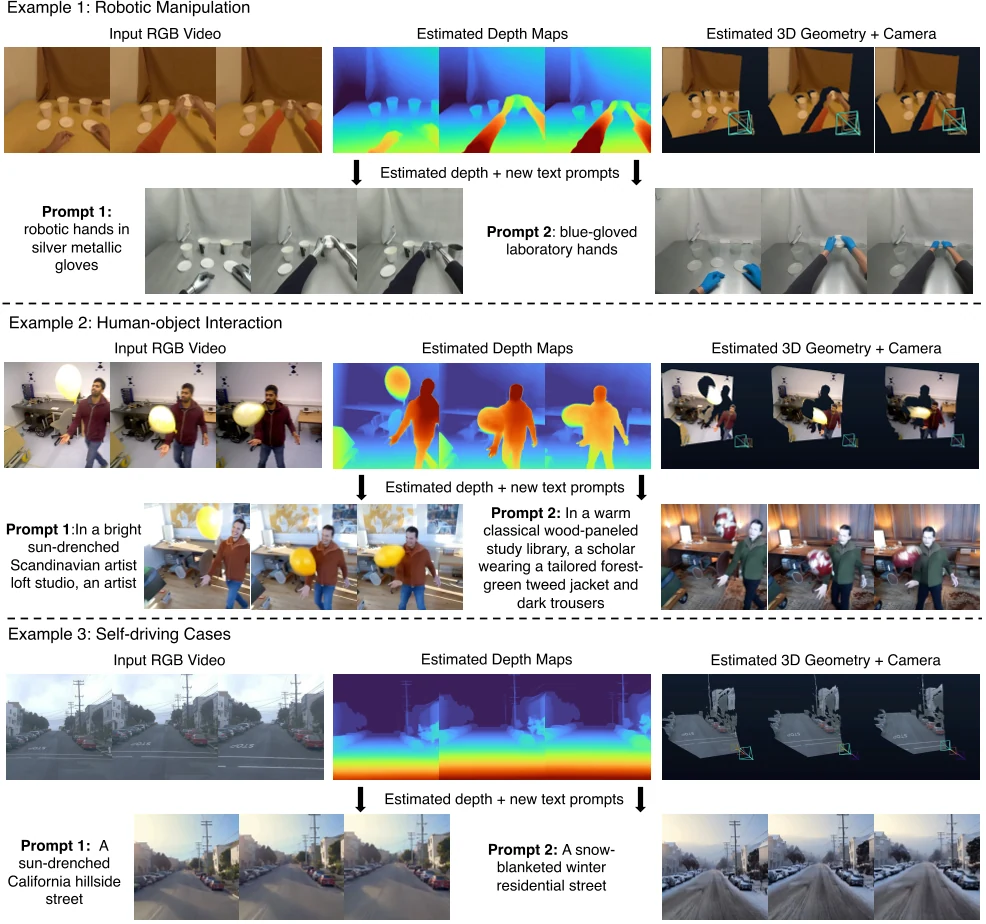 Example 1: Robotic Manipulation
Input RGB Video
Estimated Depth Maps
Estimated 3D Geometry + Camera
Estimated depth + new text prompts
Prompt 1:
robotic hands in
silver metallic
gloves
Prompt 2: blue-gloved
laboratory hands
Example 2: Human-object Interaction
Input RGB Video
Estimated Depth Maps
Estimated 3D Geometry + Camera
Estimated depth + new text prompts
Prompt 1:In a bright
sun-drenched
Scandinavian artist
loft studio, an artist
Prompt 2: In a warm
classical wood-paneled
study library, a scholar
wearing a tailored forest-
green tweed jacket and
dark trousers
Example 3: Self-driving Cases
Input RGB Video
Estimated Depth Maps
Estimated 3D Geometry + Camera
STOP
STOP
STOP
Estimated depth + new text prompts
Prompt 1: A
sun-drenched
California hillside
street
Prompt 2: A snow-
blanketed winter
residential street